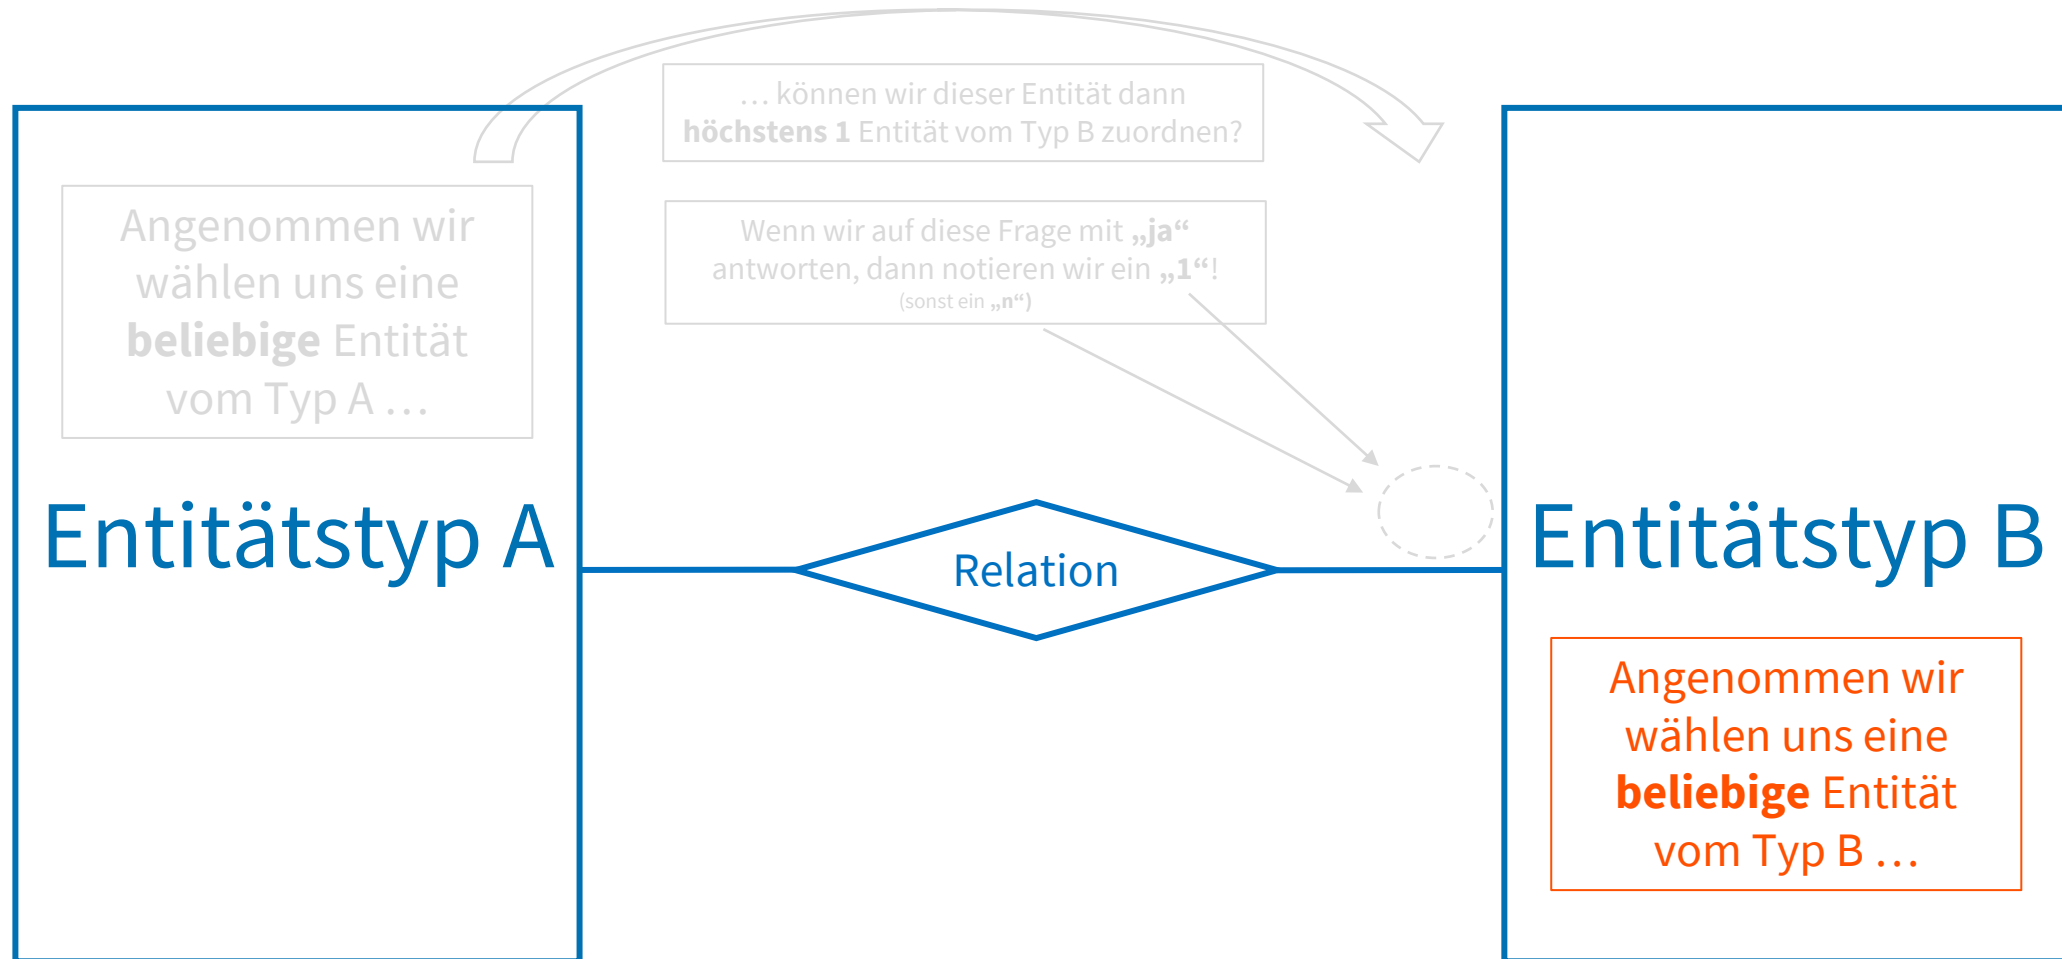 … können wir dieser Entität dann
höchstens 1 Entität vom Typ B zuordnen?
Angenommen wir
wählen uns eine
beliebige Entität
vom Typ A …
Wenn wir auf diese Frage mit „ja“
antworten, dann notieren wir ein „1“!
(sonst ein „n“)
Entitätstyp A
Relation
Entitätstyp B
Angenommen wir
wählen uns eine
beliebige Entität
vom Typ B …